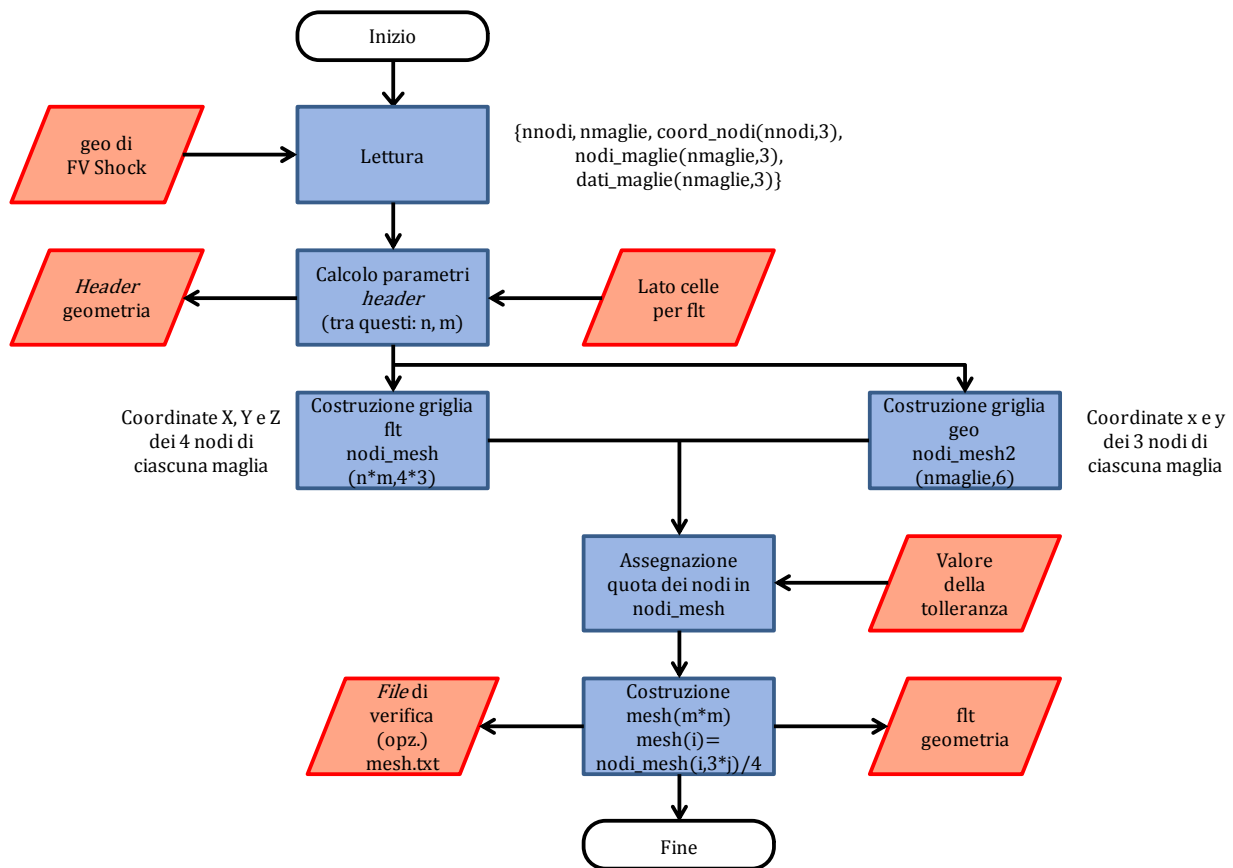 Inizio
geo di
FV Shock
Lettura
{nnodi, nmaglie, coord_nodi(nnodi,3),
nodi_maglie(nmaglie,3),
dati_maglie(nmaglie,3)}
Header
geometria
Calcolo parametri
header
(tra questi: n, m)
Lato celle
per flt
Coordinate X, Y e Z
dei 4 nodi di
ciascuna maglia
Costruzione griglia
flt
nodi_mesh
(n*m,4*3)
Costruzione griglia
geo
nodi_mesh2
(nmaglie,6)
Coordinate x e y
dei 3 nodi di
ciascuna maglia
Assegnazione
quota dei nodi in
nodi_mesh
Valore
della
tolleranza
File di
verifica
(opz.)
mesh.txt
Costruzione
mesh(m*m)
mesh(i)=
nodi_mesh(i,3*j)/4
flt
geometria
Fine